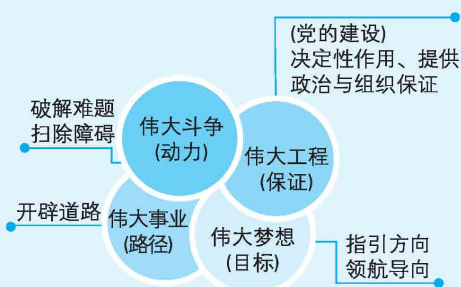 (党的建设)
决定性作用、提供
政治与组织保证
破解难题
扫除障碍
伟大斗争
(动力)
伟大工程
(保证)
开辟道路
伟大事业
(路径)
伟大梦想
(目标)
指引方向
领航导向